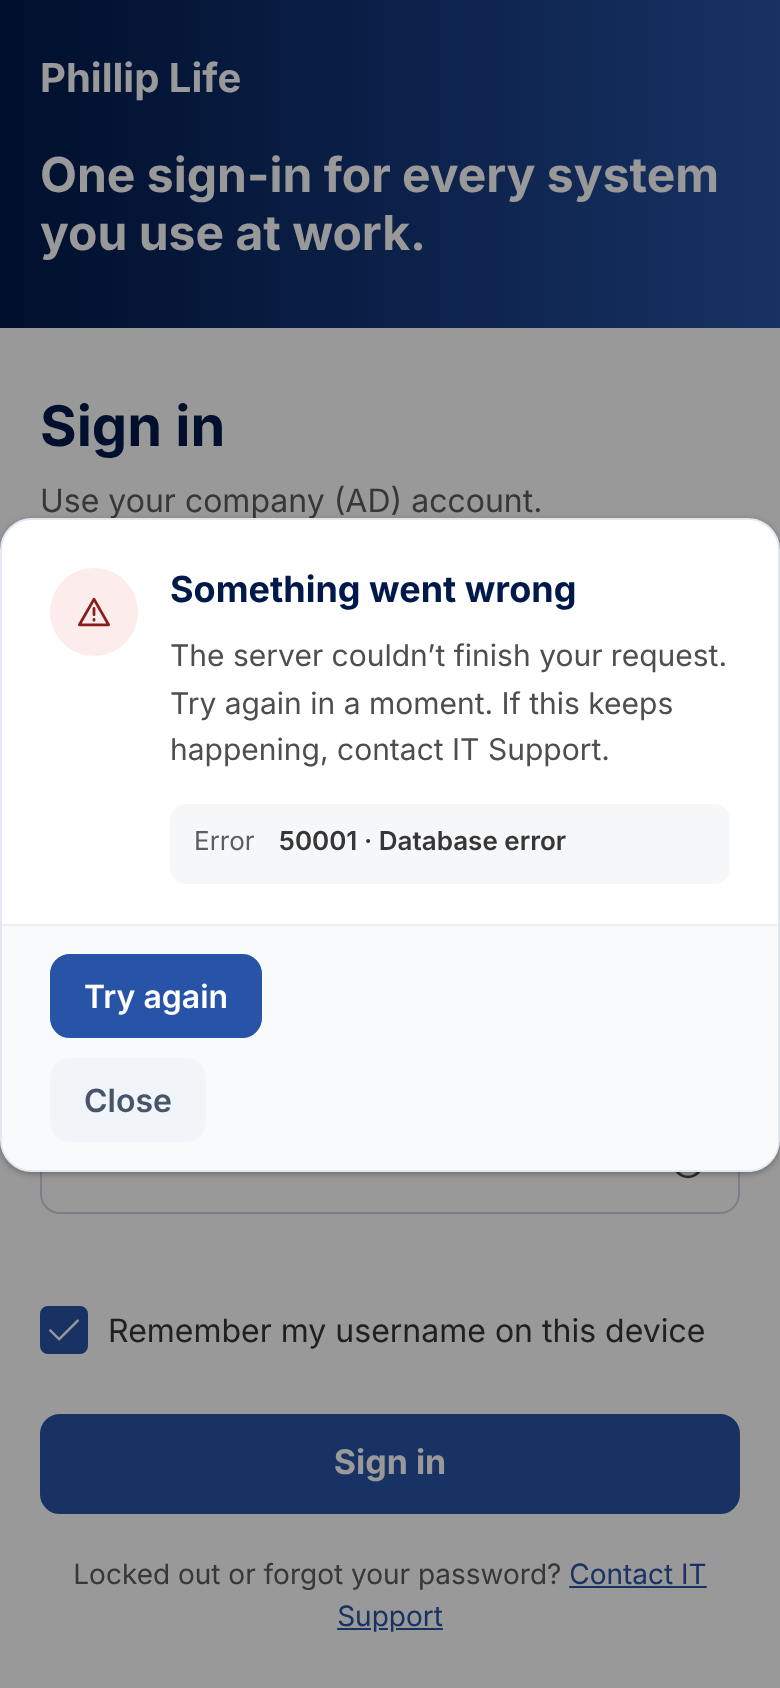 Phillip Life
One sign-in for every system
you use at work.
Sign in
Use your company (AD) account.
Something went wrong
The server couldn’t finish your request.
Try again in a moment. If this keeps
happening, contact IT Support.
Error 50001 · Database error
Try again
Close
Remember my username on this device
Sign in
Locked out or forgot your password? Contact IT
Support